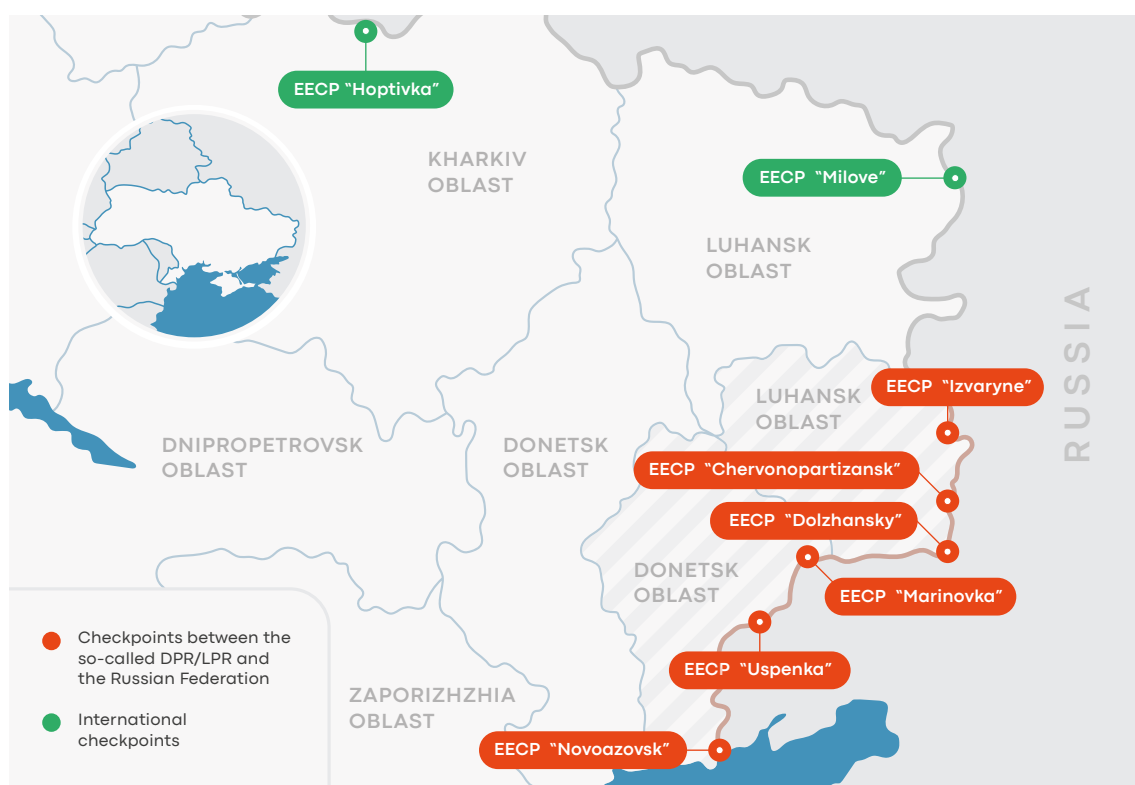 EECP “Hoptivka”
KHARKIV
OBLAST
EECP “Milove”
LUHANSK
OBLAST
RUSSIA
EECP “Izvaryne”
LUHANSK
OBLAST
DNIPROPETROVSK
OBLAST
DONETSK
OBLAST
EECP “Chervonopartizansk”
EECP “Dolzhansky”
DONETSK
OBLAST
EECP “Marinovka”
EECP “Uspenka”
ZAPORIZHZHIA
OBLAST
EECP “Novoazovsk”
Checkpoints between the
so-called DPR/LPR and
the Russian Federation
International
checkpoints